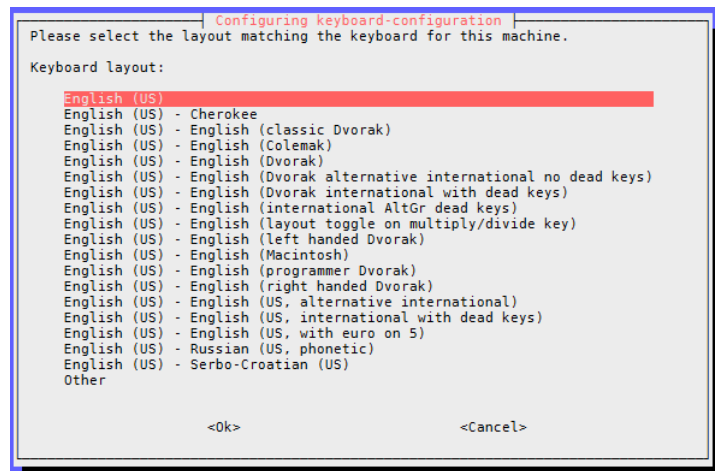 Configuring keyboard-configuration
Please select the layout matching the keyboard for this machine.
Keyboard layout:
English (US)
English (US) - Cherokee
English (US) - English (classic Dvorak)
English (US) - English (Colemak)
English (US) - English (Dvorak)
English (US) - English (Dvorak alternative international no dead keys)
English (US) - English (Dvorak international with dead keys)
English (US) - English (international AltGr dead keys)
English (US) - English (layout toggle on multiply/divide key)
English (US) - English (left handed Dvorak)
English (US) - English (Macintosh)
English (US) - English (programmer Dvorak)
English (US) - English (right handed Dvorak)
English (US) - English (US, alternative international)
English (US) - English (US, international with dead keys)
English (US) - English (US, with euro on 5)
English (US) - Russian (US, phonetic)
English (US) - Serbo-Croatian (US)
Other
<Ok> <Cancel>